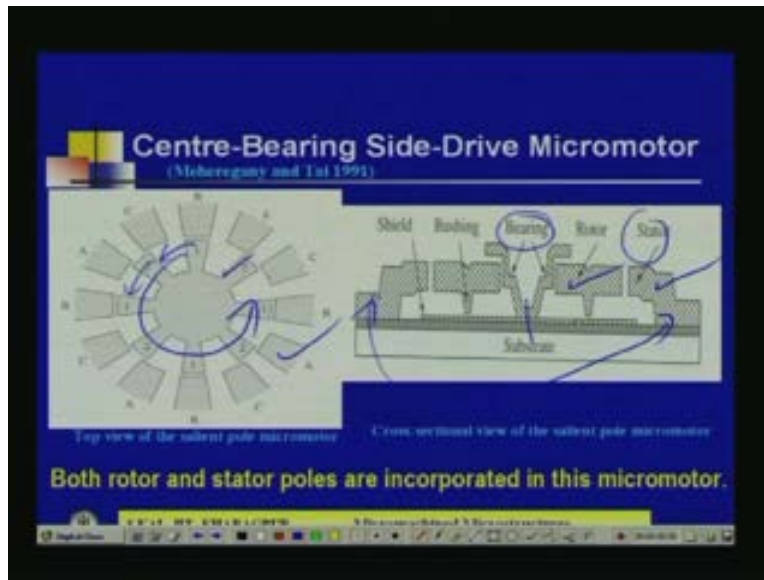 Centre-Bearing Side-Drive Micromotor
(Mehregany and Tai 1991)
Shield Bushing Bearing Rotor Stator
B
C A
A C
B B
C A
A C
B
Substrate
Top view of the salient pole micromotor
Cross sectional view of the salient pole micromotor
Both rotor and stator poles are incorporated in this micromotor.